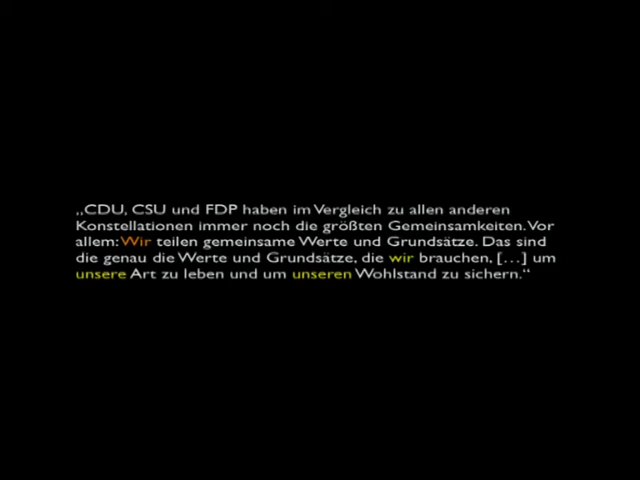 „CDU, CSU und FDP haben im Vergleich zu allen anderen
Konstellationen immer noch die größten Gemeinsamkeiten. Vor
allem: Wir teilen gemeinsame Werte und Grundsätze. Das sind
die genau die Werte und Grundsätze, die wir brauchen, […] um
unsere Art zu leben und um unseren Wohlstand zu sichern.“